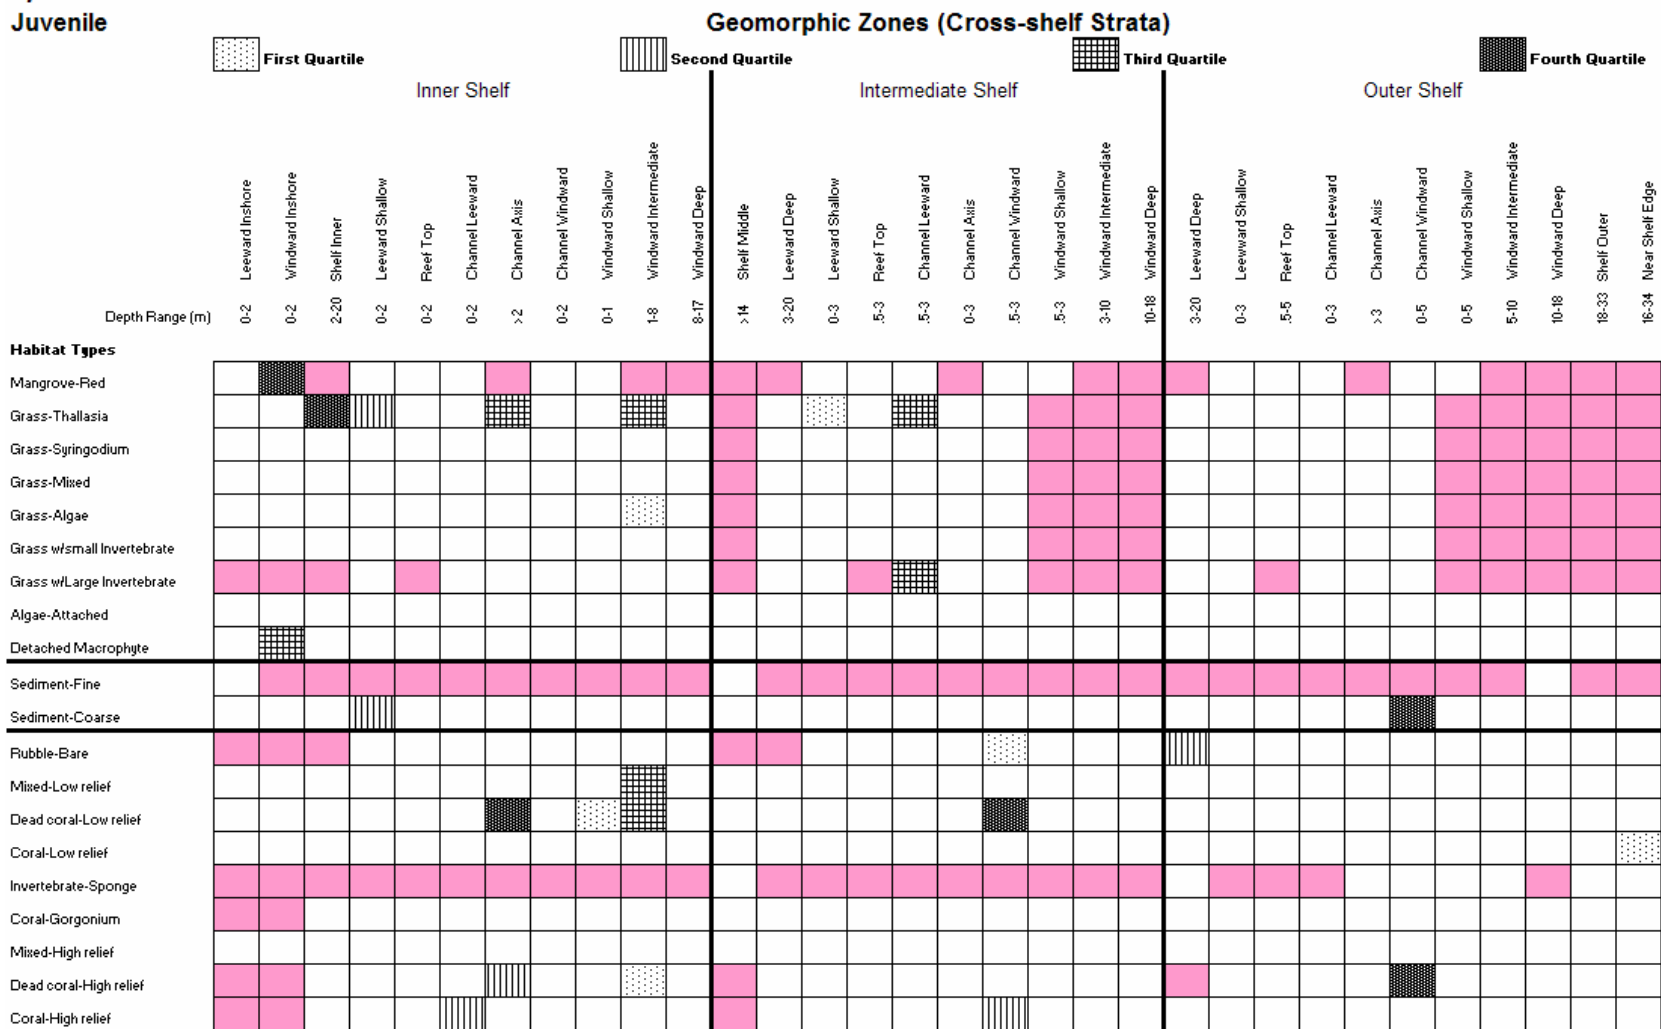 Juvenile
Geomorphic Zones (Cross-shelf Strata)
First Quartile
Second Quartile
Third Quartile
Fourth Quartile
Inner Shelf
Intermediate Shelf
Outer Shelf
Leeward Inshore
Windward Inshore
Shelf Inner
Leeward Shallow
Reef Top
Channel Leeward
Channel Axis
Channel Windward
Windward Shallow
Windward Intermediate
Windward Deep
Shelf Middle
Leeward Deep
Leeward Shallow
Reef Top
Channel Leeward
Channel Axis
Channel Windward
Windward Shallow
Windward Intermediate
Windward Deep
Leeward Deep
Leeward Shallow
Reef Top
Channel Leeward
Channel Axis
Channel Windward
Windward Shallow
Windward Intermediate
Windward Deep
Shelf Outer
Near Shelf Edge
Depth Range (m) 0-2 0-2 2-20 0-2 0-2 0-2 >2 0-2 0-1 1-8 8-17 >14 3-20 0-3 .5-3 .5-3 0-3 .5-3 .5-3 3-10 10-18 3-20 0-3 .5-5 0-3 >3 0-5 0-5 5-10 10-18 18-33 16-34
Habitat Types
Mangrove-Red
Grass-Thallasia
Grass-Syringodium
Grass-Mixed
Grass-Algae
Grass w/small Invertebrate
Grass w/Large Invertebrate
Algae-Attached
Detached Macrophyte
Sediment-Fine
Sediment-Coarse
Rubble-Bare
Mixed-Low relief
Dead coral-Low relief
Coral-Low relief
Invertebrate-Sponge
Coral-Gorgonium
Mixed-High relief
Dead coral-High relief
Coral-High relief